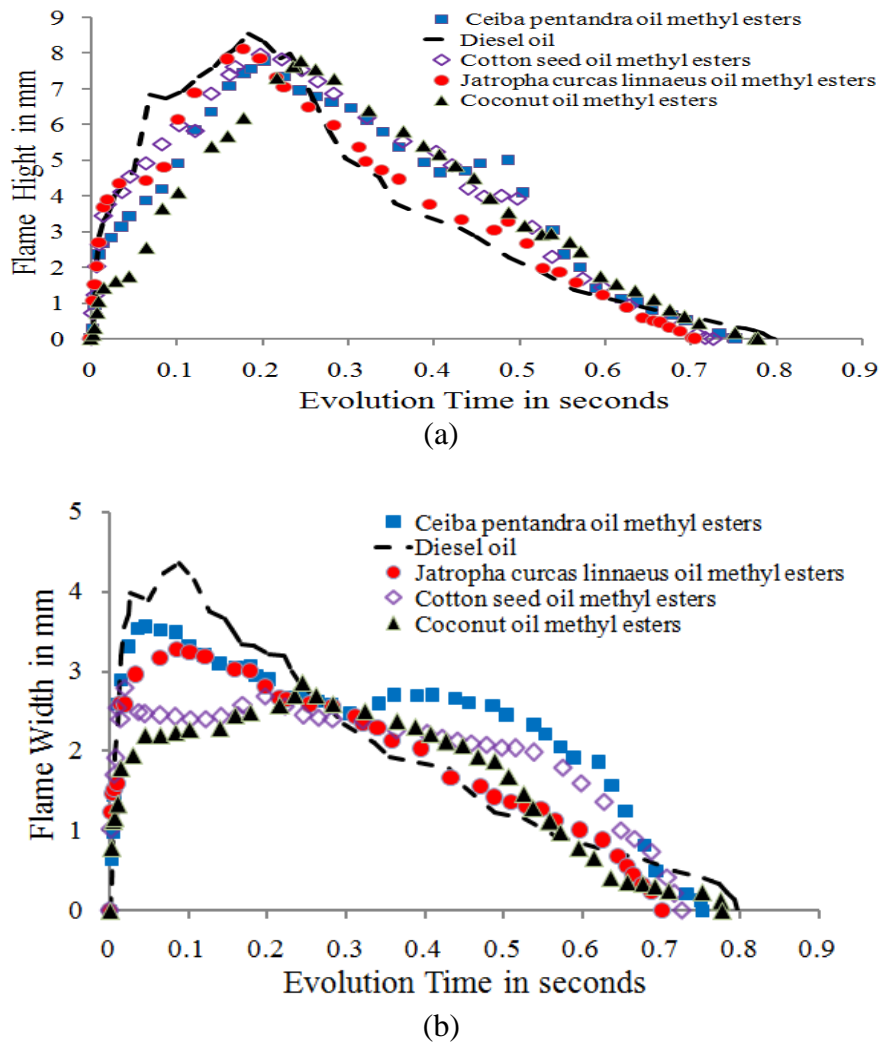 9
8
7
6
5
4
3
2
1
0
Flame Hight in mm
Ceiba pentandra oil methyl esters
Diesel oil
Cotton seed oil methyl esters
Jatropha curcas linnaeus oil methyl esters
Coconut oil methyl esters
0 0.1 0.2 0.3 0.4 0.5 0.6 0.7 0.8 0.9
Evolution Time in seconds
(a)
5
4
3
2
1
0
Flame Width in mm
Ceiba pentandra oil methyl esters
Diesel oil
Jatropha curcas linnaeus oil methyl esters
Cotton seed oil methyl esters
Coconut oil methyl esters
0 0.1 0.2 0.3 0.4 0.5 0.6 0.7 0.8 0.9
Evolution Time in seconds
(b)